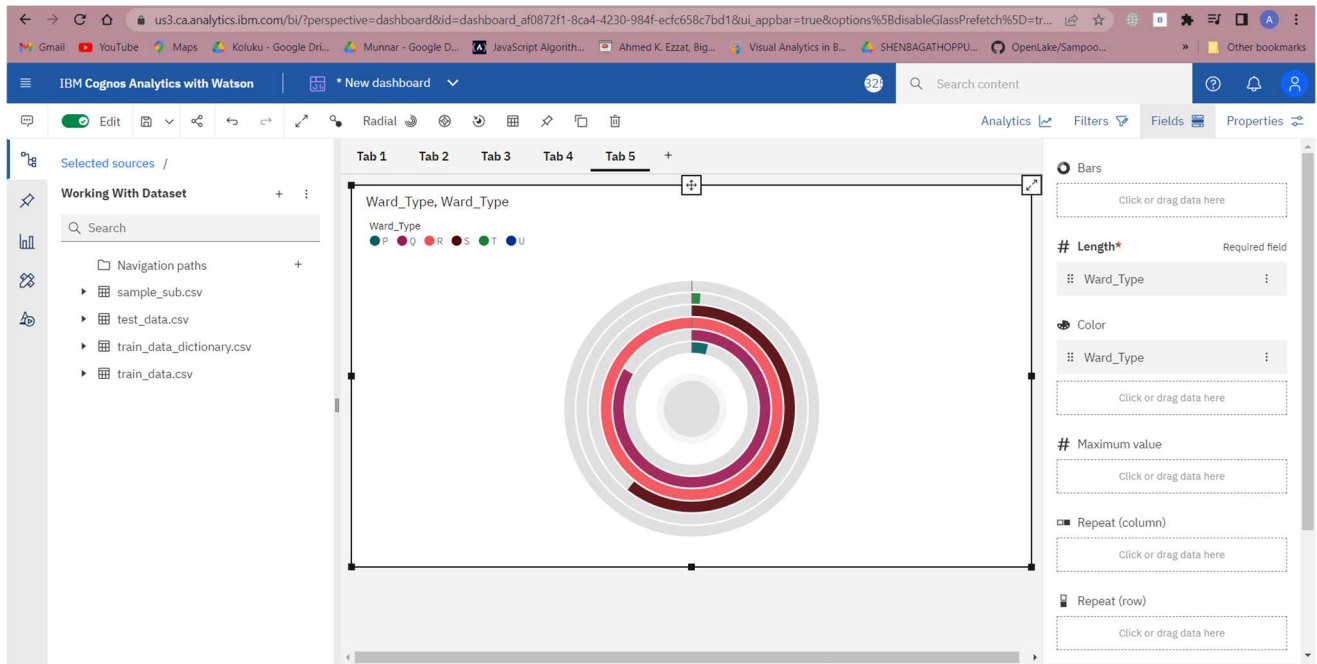 us3.ca.analytics.ibm.com/bi/?perspective=dashboard&id=dashboard_af0872f1-8ca4-4230-984f-ecfc658c7bd1&ui_appbar=true&options%5BdisableGlassPrefetch%5D=tr...
A
Gmail YouTube Maps Koluku - Google Dri... Munnar - Google D... JavaScript Algorith... Ahmed K. Ezzat, Big... Visual Analytics in B... SHENBAGATHOPPU... OpenLake/Sampoo... » Other bookmarks
IBM Cognos Analytics with Watson * New dashboard Search content
Edit Radial Analytics Filters Fields Properties
Selected sources /
Working With Dataset
Search
Navigation paths
sample_sub.csv
test_data.csv
train_data_dictionary.csv
train_data.csv
Tab 1 Tab 2 Tab 3 Tab 4 Tab 5 +
Ward_Type, Ward_Type
Ward_Type
P Q R S T U
Bars
Click or drag data here
# Length* Required field
Ward_Type
Color
Ward_Type
Click or drag data here
# Maximum value
Click or drag data here
Repeat (column)
Click or drag data here
Repeat (row)
Click or drag data here